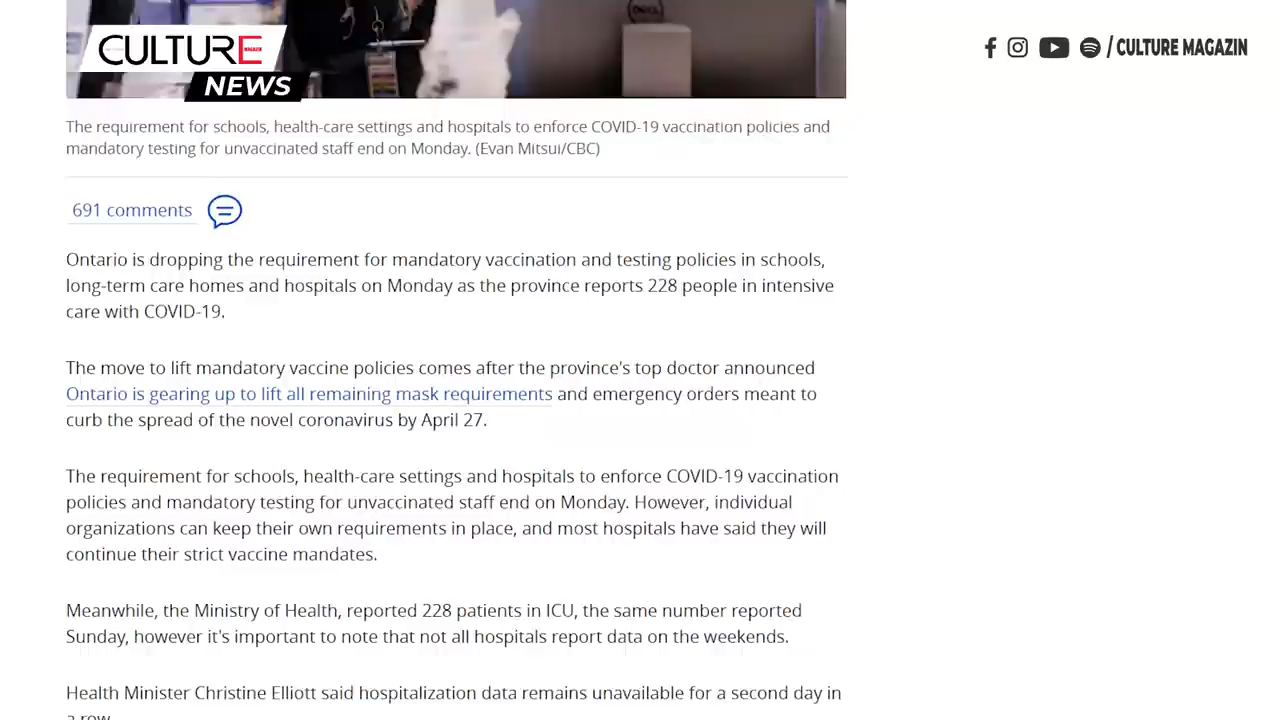 CULTURE
MAGAZIN
NEWS
/ CULTURE MAGAZIN
The requirement for schools, health-care settings and hospitals to enforce COVID-19 vaccination policies and
mandatory testing for unvaccinated staff end on Monday. (Evan Mitsui/CBC)
691 comments
Ontario is dropping the requirement for mandatory vaccination and testing policies in schools,
long-term care homes and hospitals on Monday as the province reports 228 people in intensive
care with COVID-19.
The move to lift mandatory vaccine policies comes after the province's top doctor announced
Ontario is gearing up to lift all remaining mask requirements and emergency orders meant to
curb the spread of the novel coronavirus by April 27.
The requirement for schools, health-care settings and hospitals to enforce COVID-19 vaccination
policies and mandatory testing for unvaccinated staff end on Monday. However, individual
organizations can keep their own requirements in place, and most hospitals have said they will
continue their strict vaccine mandates.
Meanwhile, the Ministry of Health, reported 228 patients in ICU, the same number reported
Sunday, however it's important to note that not all hospitals report data on the weekends.
Health Minister Christine Elliott said hospitalization data remains unavailable for a second day in
a row